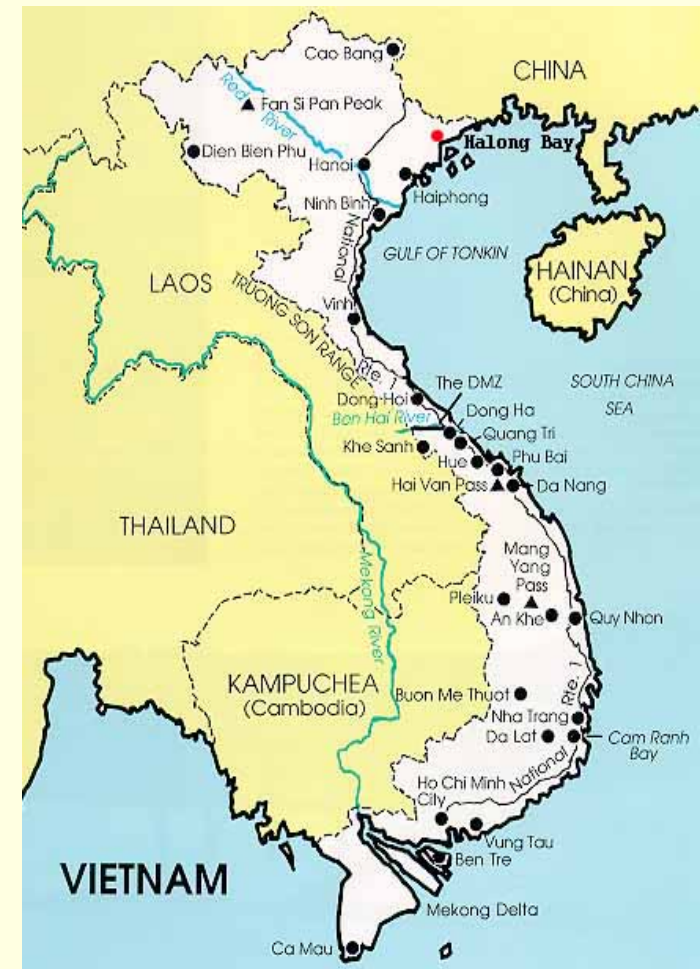 Cao Bang
CHINA
Red
River
Fan Si Pan Peak
Halong Bay
Dien Bien Phu
Hanoi
Haiphong
Ninh Binh
National
GULF OF TONKIN
HAINAN
(China)
LAOS
TRUONG SON RANGE
Vinh
Rte. 1
The DMZ
SOUTH CHINA
SEA
Dong Hoi
Dong Ha
Ben Hai River
Quang Tri
Khe Sanh
Hue
Phu Bai
Hai Van Pass
Da Nang
THAILAND
Mekong River
Mang
Yang
Pass
Pleiku
An Khe
Quy Nhon
KAMPUCHEA
(Cambodia)
Buon Me Thuot
Rte. 1
Nha Trang
Da Lat
Cam Ranh
Bay
National
Ho Chi Minh
Cily
Vung Tau
Ben Tre
VIETNAM
Mekong Delta
Ca Mau